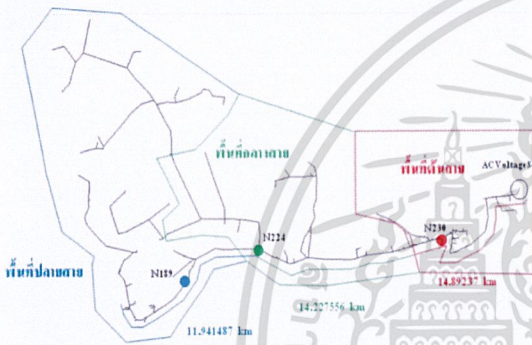 พื้นที่กลางสาย
พื้นที่ต้นสาย
ACVoltageS
N224
N230
พื้นที่ปลายสาย
N189
14.89237 km
14.227556 km
11.941487 km